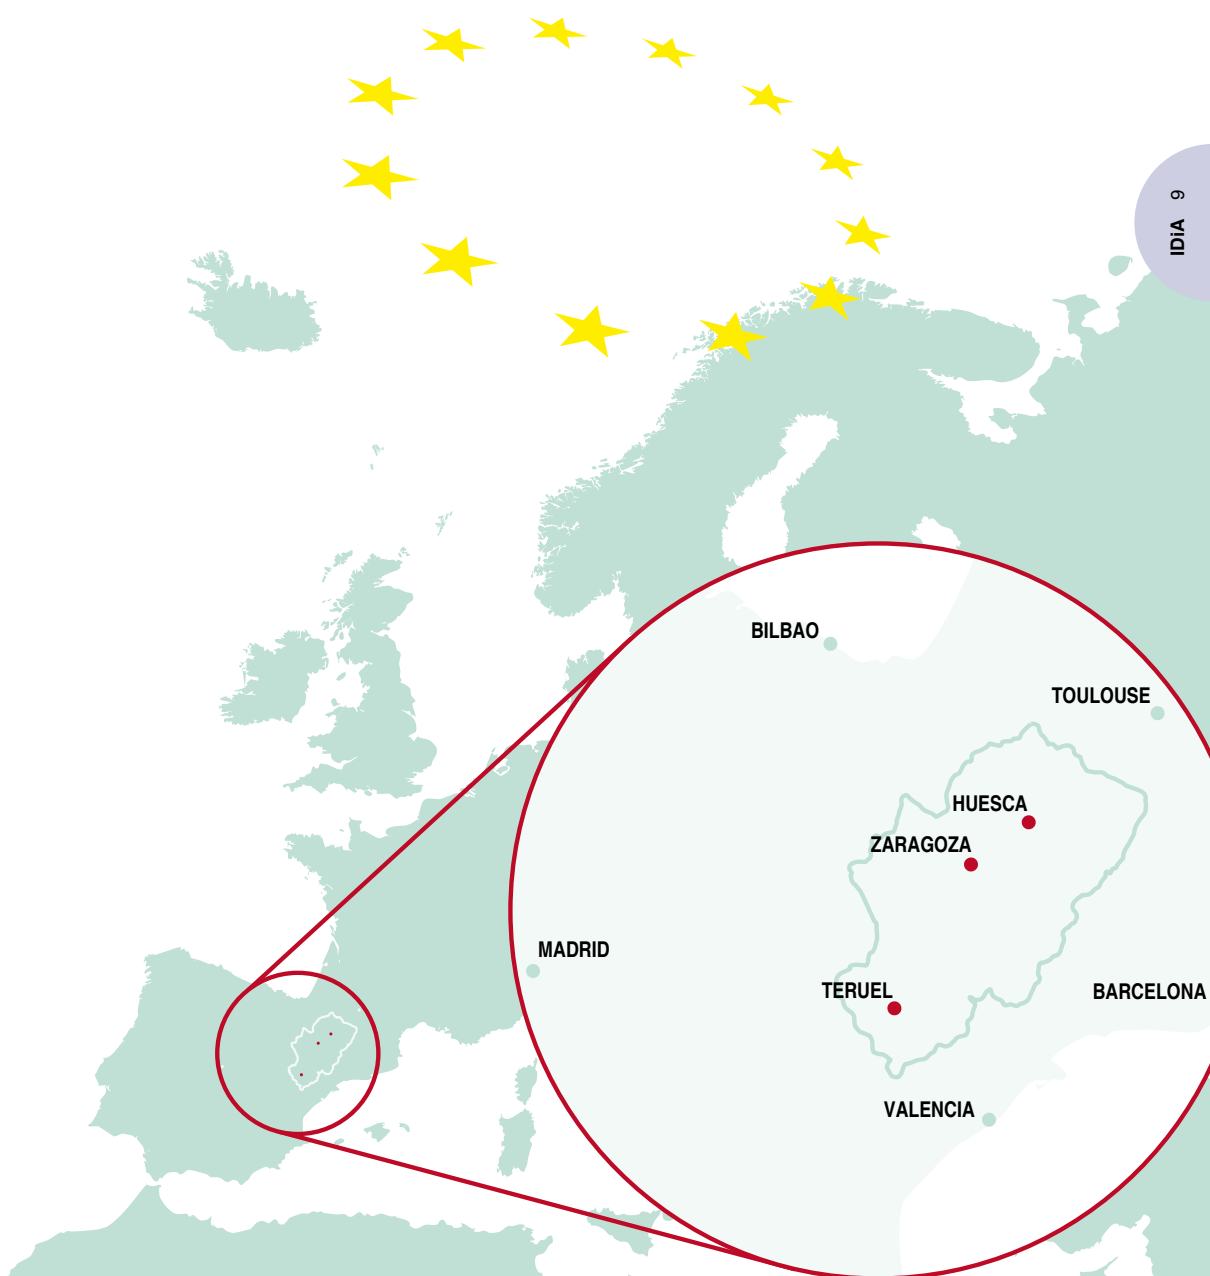 IDiA 9
BILBAO
TOULOUSE
HUESCA
ZARAGOZA
MADRID
TERUEL
BARCELONA
VALENCIA